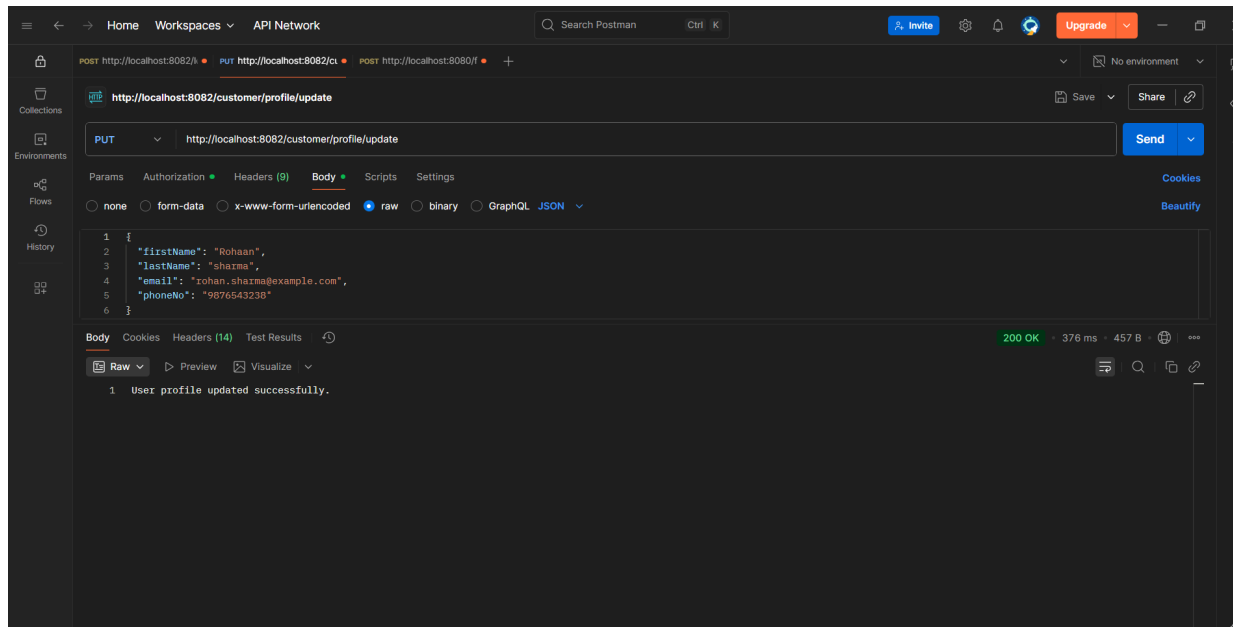 Home Workspaces API Network Search Postman Ctrl K Invite Upgrade
POST http://localhost:8082/ PUT http://localhost:8082/cu POST http://localhost:8080/f + No environment
HTTP http://localhost:8082/customer/profile/update Save Share
Collections
PUT http://localhost:8082/customer/profile/update Send
Environments
Params Authorization Headers (9) Body Scripts Settings Cookies
Flows
none form-data x-www-form-urlencoded raw binary GraphQL JSON Beautify
History
1 {
2 "firstName": "Rohaan",
3 "lastName": "sharma",
4 "email": "rohan.sharma@example.com",
5 "phoneNo": "9876543238"
6 }
Body Cookies Headers (14) Test Results 200 OK 376 ms 457 B
Raw Preview Visualize
1 User profile updated successfully.